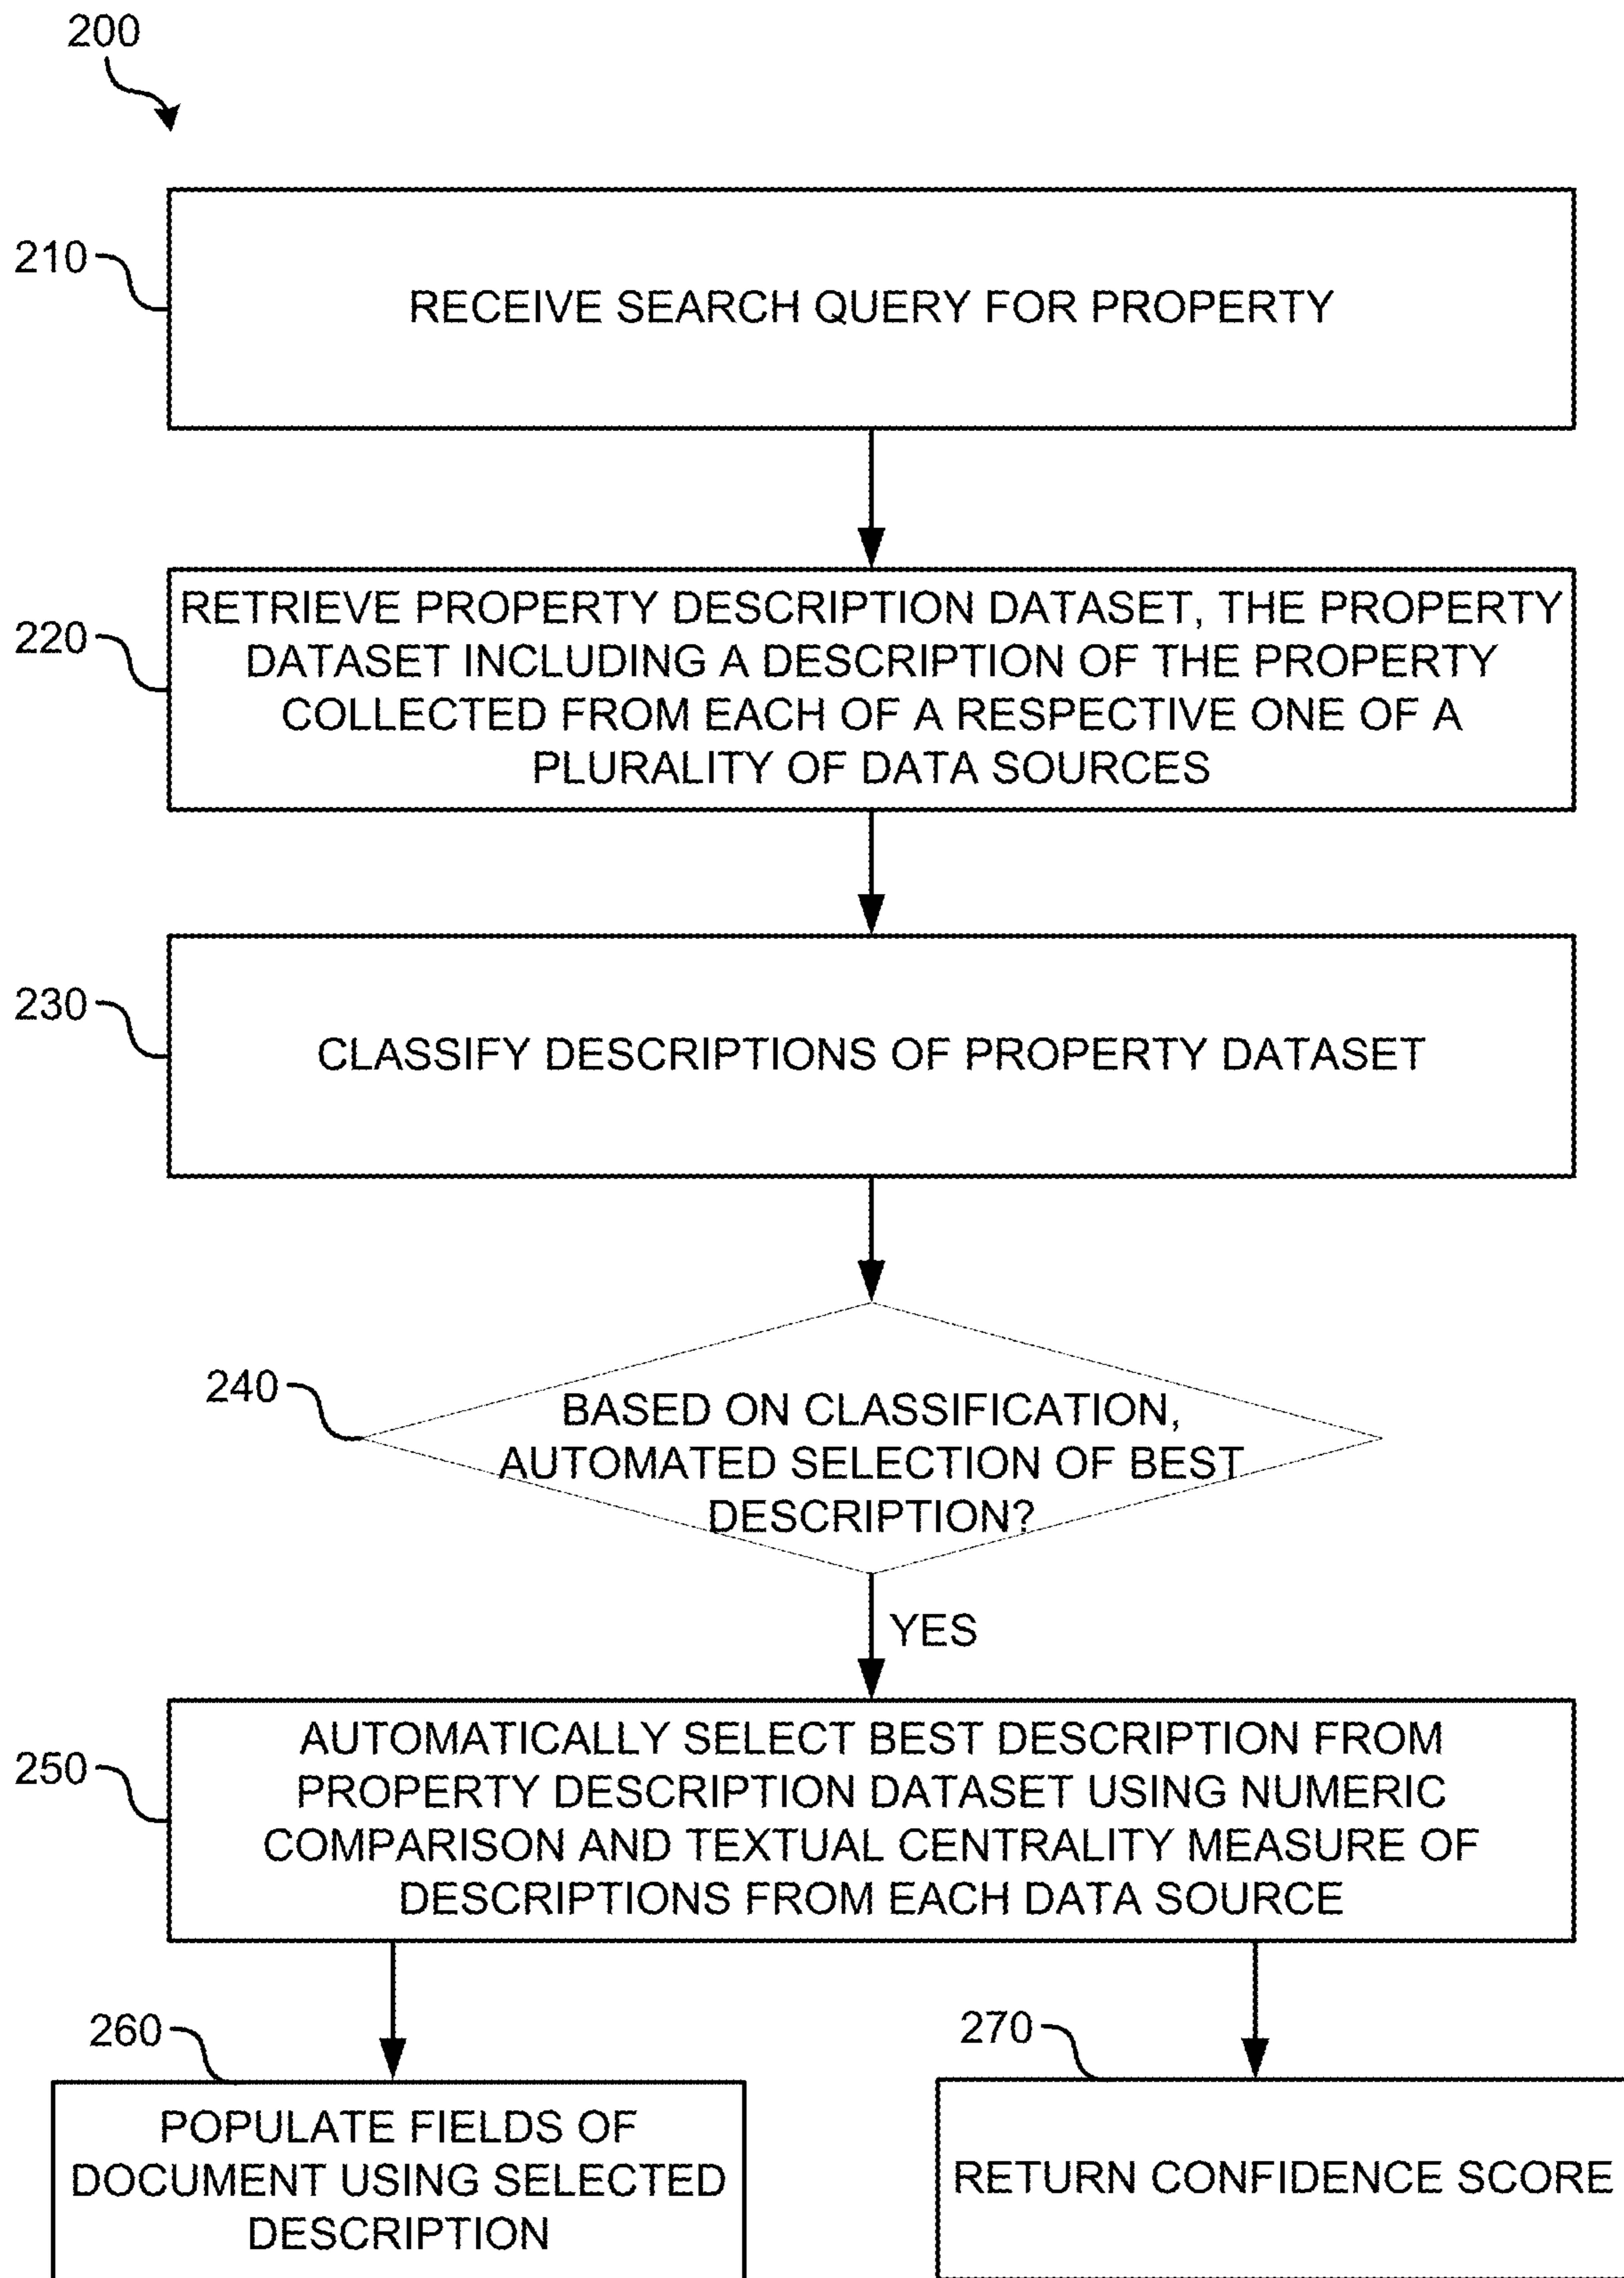 200
210
RECEIVE SEARCH QUERY FOR PROPERTY
220
RETRIEVE PROPERTY DESCRIPTION DATASET, THE PROPERTY
DATASET INCLUDING A DESCRIPTION OF THE PROPERTY
COLLECTED FROM EACH OF A RESPECTIVE ONE OF A
PLURALITY OF DATA SOURCES
230
CLASSIFY DESCRIPTIONS OF PROPERTY DATASET
240
BASED ON CLASSIFICATION,
AUTOMATED SELECTION OF BEST
DESCRIPTION?
YES
250
AUTOMATICALLY SELECT BEST DESCRIPTION FROM
PROPERTY DESCRIPTION DATASET USING NUMERIC
COMPARISON AND TEXTUAL CENTRALITY MEASURE OF
DESCRIPTIONS FROM EACH DATA SOURCE
260
POPULATE FIELDS OF
DOCUMENT USING SELECTED
DESCRIPTION
270
RETURN CONFIDENCE SCORE